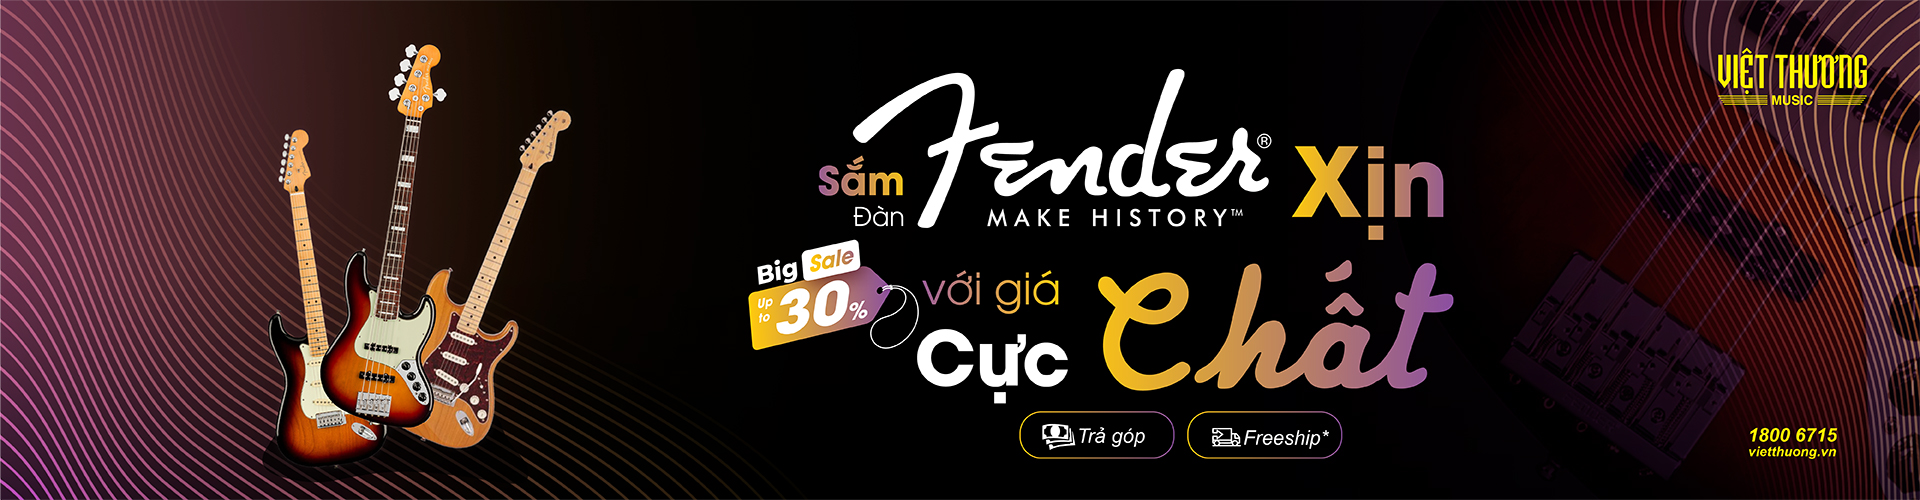 VIỆT THƯƠNG
MUSIC
Sắm
Đàn
Fender®
MAKE HISTORY™
Xịn
Big Sale
Up to 30%
với giá
Cực
Chất
Trả góp
Freeship*
1800 6715
vietthuong.vn